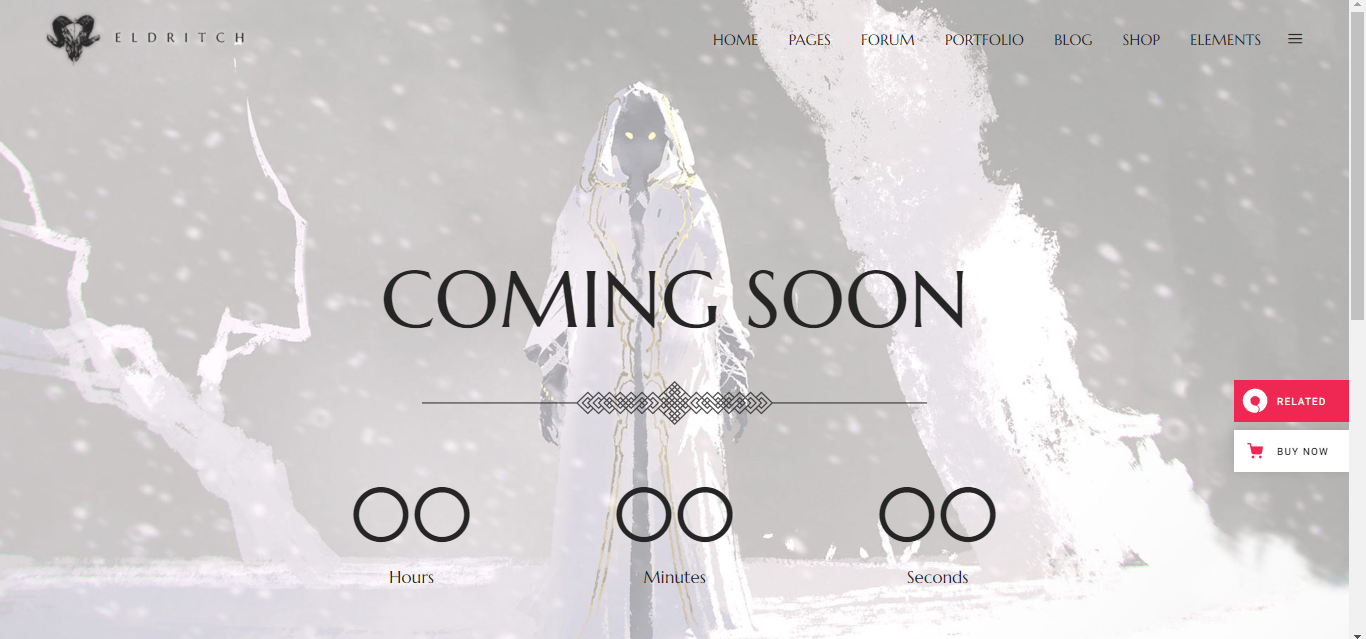 ELDRITCH
HOME PAGES FORUM PORTFOLIO BLOG SHOP ELEMENTS
COMING SOON
RELATED
BUY NOW
00 00 00
Hours Minutes Seconds